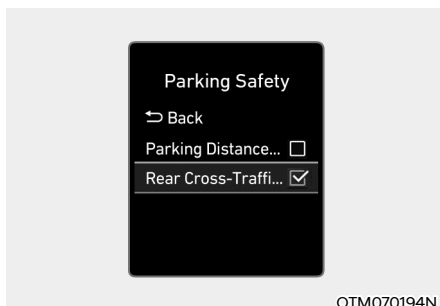 Parking Safety
Back
Parking Distance...
Rear Cross-Traffi...
OTM070194N